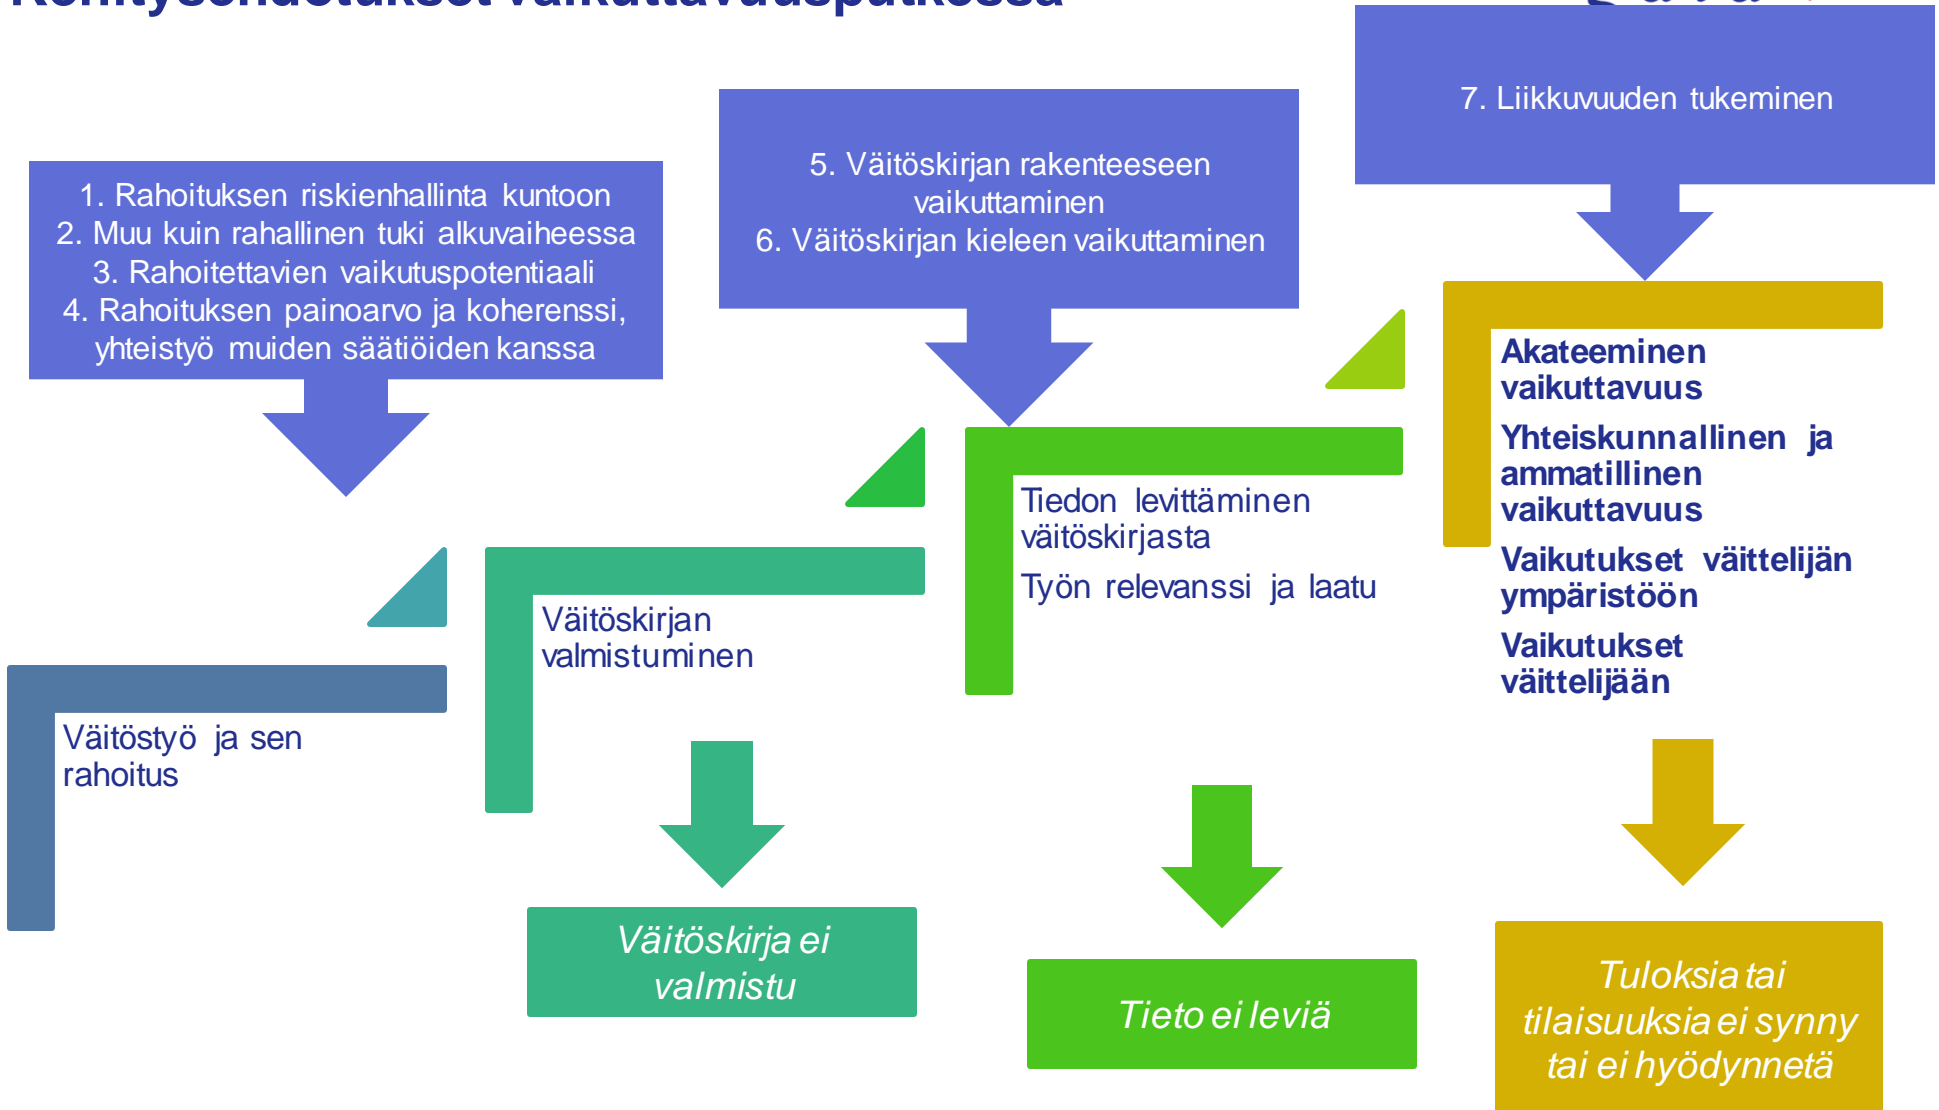 Kehitysehdotukset vaikuttavuusputkessa
7. Liikkuvuuden tukeminen
5. Väitöskirjan rakenteeseen
vaikuttaminen
6. Väitöskirjan kieleen vaikuttaminen
1. Rahoituksen riskienhallinta kuntoon
2. Muu kuin rahallinen tuki alkuvaiheessa
3. Rahoitettavien vaikutuspotentiaali
4. Rahoituksen painoarvo ja koherenssi,
yhteistyö muiden säätiöiden kanssa
Akateeminen
vaikuttavuus
Yhteiskunnallinen ja
ammatillinen
vaikuttavuus
Vaikutukset väittelijän
ympäristöön
Vaikutukset
väittelijään
Tiedon levittäminen
väitöskirjasta
Työn relevanssi ja laatu
Väitöskirjan
valmistuminen
Väitöstyö ja sen
rahoitus
Väitöskirja ei
valmistu
Tieto ei leviä
Tuloksia tai
tilaisuuksia ei synny
tai ei hyödynnetä